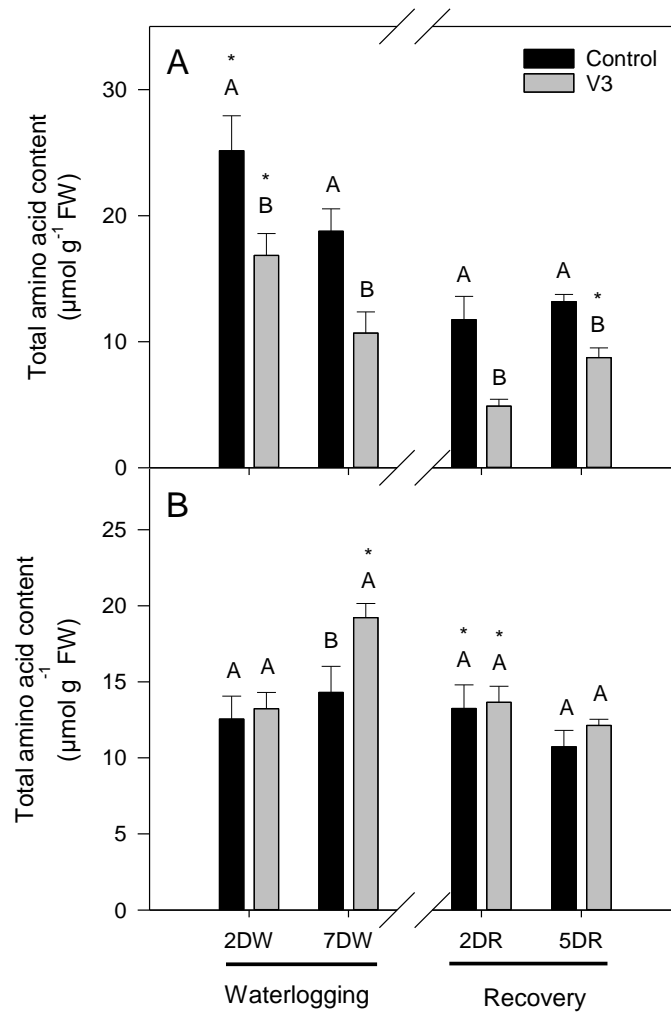 A
Control
V3
Total amino acid content
(µmol g-1 FW)
30
20
10
0
*
A
*
B
A
B
A
B
A
*
B
B
Total amino acid content
(µmol g-1 FW)
25
20
15
10
5
0
A
A
B
*
A
*
A
*
A
A
A
2DW
7DW
2DR
5DR
Waterlogging
Recovery